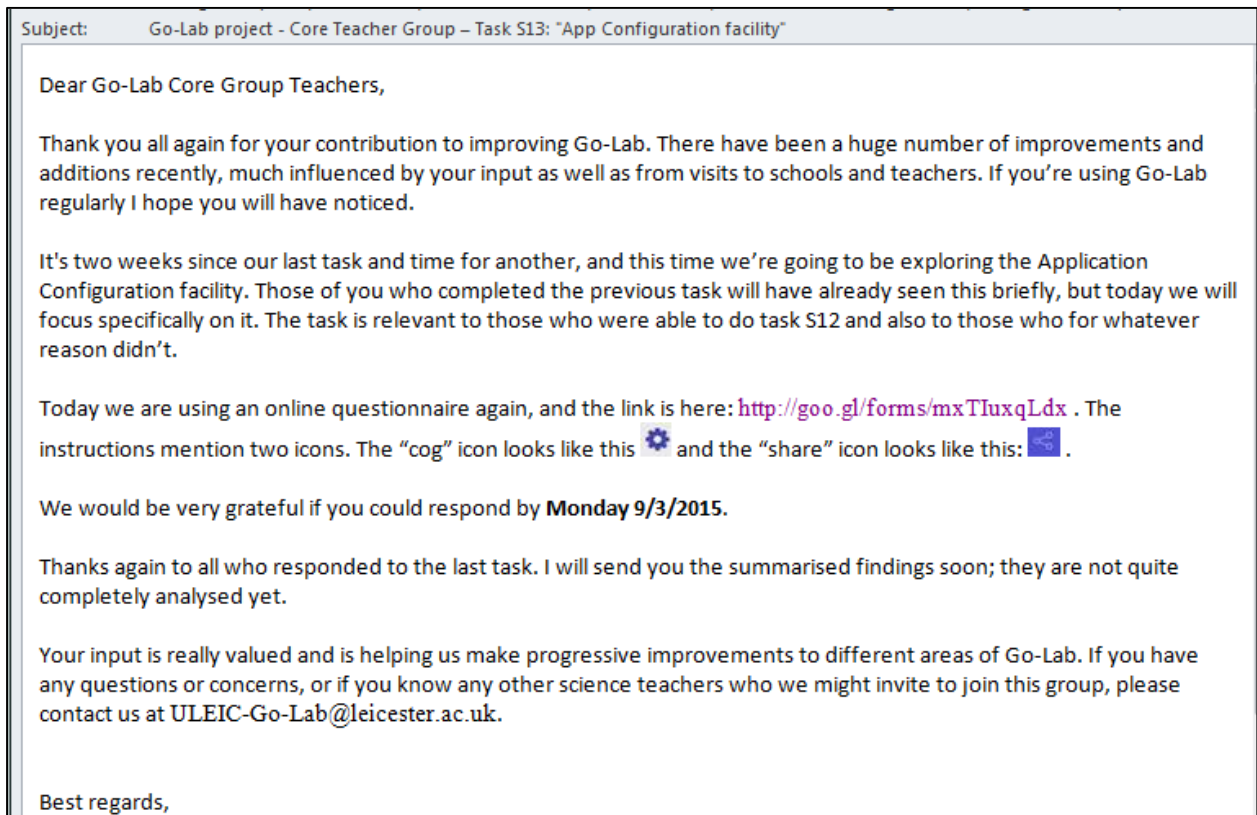 Subject: Go-Lab project - Core Teacher Group – Task S13: "App Configuration facility"
Dear Go-Lab Core Group Teachers,
Thank you all again for your contribution to improving Go-Lab. There have been a huge number of improvements and
additions recently, much influenced by your input as well as from visits to schools and teachers. If you’re using Go-Lab
regularly I hope you will have noticed.
It's two weeks since our last task and time for another, and this time we’re going to be exploring the Application
Configuration facility. Those of you who completed the previous task will have already seen this briefly, but today we will
focus specifically on it. The task is relevant to those who were able to do task S12 and also to those who for whatever
reason didn’t.
Today we are using an online questionnaire again, and the link is here: http://goo.gl/forms/mxTIuxqLdx . The
instructions mention two icons. The “cog” icon looks like this and the “share” icon looks like this: .
We would be very grateful if you could respond by Monday 9/3/2015.
Thanks again to all who responded to the last task. I will send you the summarised findings soon; they are not quite
completely analysed yet.
Your input is really valued and is helping us make progressive improvements to different areas of Go-Lab. If you have
any questions or concerns, or if you know any other science teachers who we might invite to join this group, please
contact us at ULEIC-Go-Lab@leicester.ac.uk.
Best regards,